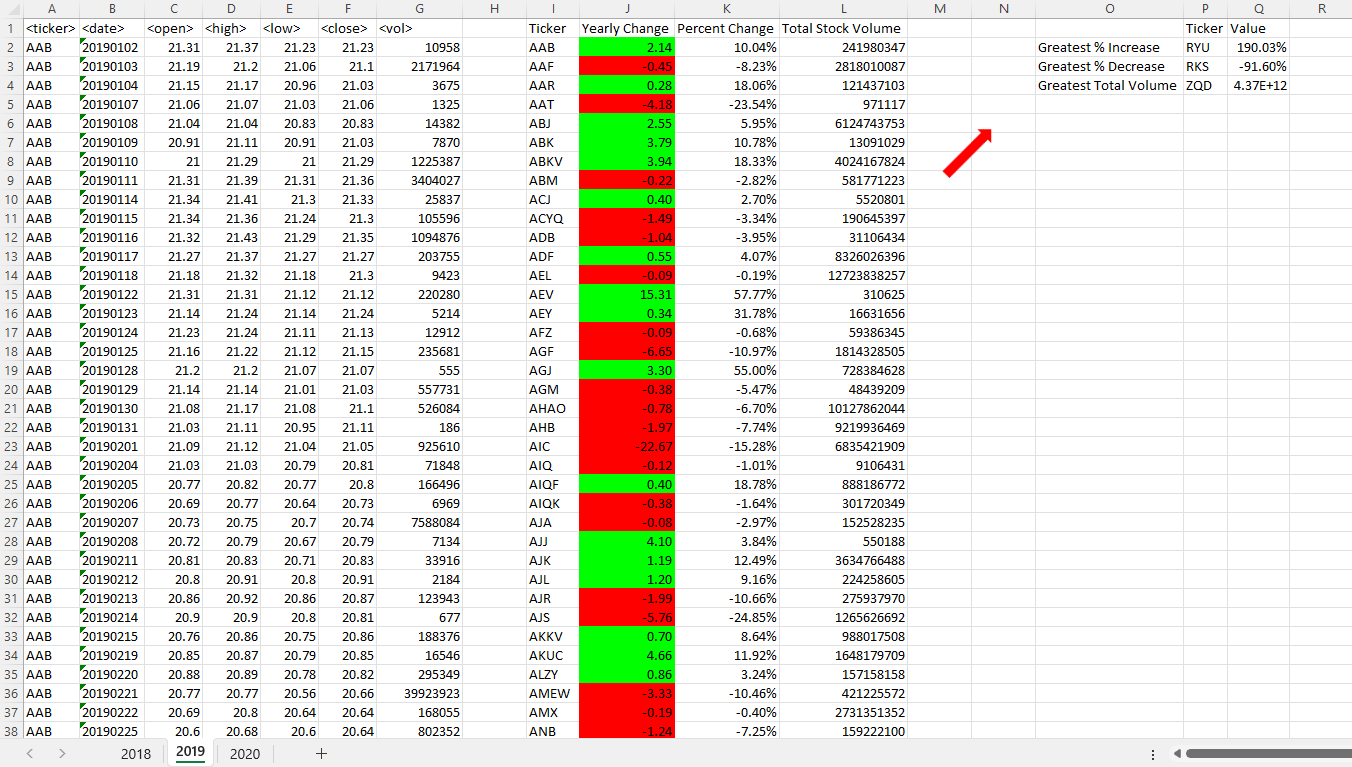 A B C D E F G H I J K L M N O P Q R
1 <ticker> <date> <open> <high> <low> <close> <vol> Ticker Yearly Change Percent Change Total Stock Volume Ticker Value
2 AAB 20190102 21.31 21.37 21.23 21.23 10958 AAB 2.14 10.04% 241980347 Greatest % Increase RYU 190.03%
3 AAB 20190103 21.19 21.2 21.06 21.1 2171964 AAF -0.45 -8.23% 2818010087 Greatest % Decrease RKS -91.60%
4 AAB 20190104 21.15 21.17 20.96 21.03 3675 AAR 0.28 18.06% 121437103 Greatest Total Volume ZQD 4.37E+12
5 AAB 20190107 21.06 21.07 21.03 21.06 1325 AAT -4.18 -23.54% 971117
6 AAB 20190108 21.04 21.04 20.83 20.83 14382 ABJ 2.55 5.95% 6124743753
7 AAB 20190109 20.91 21.11 20.91 21.03 7870 ABK 3.79 10.78% 13091029
8 AAB 20190110 21 21.29 21 21.29 1225387 ABKV 3.94 18.33% 4024167824
9 AAB 20190111 21.31 21.39 21.31 21.36 3404027 ABM -0.22 -2.82% 581771223
10 AAB 20190114 21.34 21.41 21.3 21.33 25837 ACJ 0.40 2.70% 5520801
11 AAB 20190115 21.34 21.36 21.24 21.3 105596 ACYQ -1.49 -3.34% 190645397
12 AAB 20190116 21.32 21.43 21.29 21.35 1094876 ADB -1.04 -3.95% 31106434
13 AAB 20190117 21.27 21.37 21.27 21.27 203755 ADF 0.55 4.07% 8326026396
14 AAB 20190118 21.18 21.32 21.18 21.3 9423 AEL -0.09 -0.19% 12723838257
15 AAB 20190122 21.31 21.31 21.12 21.12 220280 AEV 15.31 57.77% 310625
16 AAB 20190123 21.14 21.24 21.14 21.24 5214 AEY 0.34 31.78% 16631656
17 AAB 20190124 21.23 21.24 21.11 21.13 12912 AFZ -0.09 -0.68% 59386345
18 AAB 20190125 21.16 21.22 21.12 21.15 235681 AGF -6.65 -10.97% 1814328505
19 AAB 20190128 21.2 21.2 21.07 21.07 555 AGJ 3.30 55.00% 728384628
20 AAB 20190129 21.14 21.14 21.01 21.03 557731 AGM -0.38 -5.47% 48439209
21 AAB 20190130 21.08 21.17 21.08 21.1 526084 AHAO -0.78 -6.70% 10127862044
22 AAB 20190131 21.03 21.11 20.95 21.11 186 AHB -1.97 -7.74% 9219936469
23 AAB 20190201 21.09 21.12 21.04 21.05 925610 AIC -22.67 -15.28% 6835421909
24 AAB 20190204 21.03 21.03 20.79 20.81 71848 AIQ -0.12 -1.01% 9106431
25 AAB 20190205 20.77 20.82 20.77 20.8 166496 AIQF 0.40 18.78% 888186772
26 AAB 20190206 20.69 20.77 20.64 20.73 6969 AIQK -0.38 -1.64% 301720349
27 AAB 20190207 20.73 20.75 20.7 20.74 7588084 AJA -0.08 -2.97% 152528235
28 AAB 20190208 20.72 20.79 20.67 20.79 7134 AJJ 4.10 3.84% 550188
29 AAB 20190211 20.81 20.83 20.71 20.83 33916 AJK 1.19 12.49% 3634766488
30 AAB 20190212 20.8 20.91 20.8 20.91 2184 AJL 1.20 9.16% 224258605
31 AAB 20190213 20.86 20.92 20.86 20.87 123943 AJR -1.99 -10.66% 275937970
32 AAB 20190214 20.9 20.9 20.8 20.81 677 AJS -5.76 -24.85% 1265626692
33 AAB 20190215 20.76 20.86 20.75 20.86 188376 AKKV 0.70 8.64% 988017508
34 AAB 20190219 20.85 20.87 20.79 20.85 16546 AKUC 4.66 11.92% 1648179709
35 AAB 20190220 20.88 20.89 20.78 20.82 295349 ALZY 0.86 3.24% 157158158
36 AAB 20190221 20.77 20.77 20.56 20.66 39923923 AMEW -3.33 -10.46% 421225572
37 AAB 20190222 20.69 20.8 20.64 20.64 168055 AMX -0.19 -0.40% 2731351352
38 AAB 20190225 20.6 20.68 20.6 20.64 802352 ANB -1.24 -7.25% 159222100
2018 2019 2020